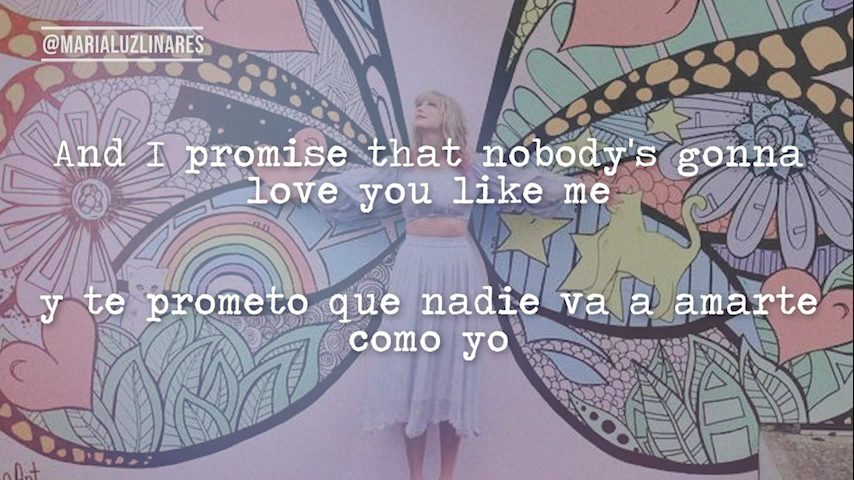 @MARIALUZLINARES
And I promise that nobody's gonna
love you like me
y te prometo que nadie va a amarte
como yo